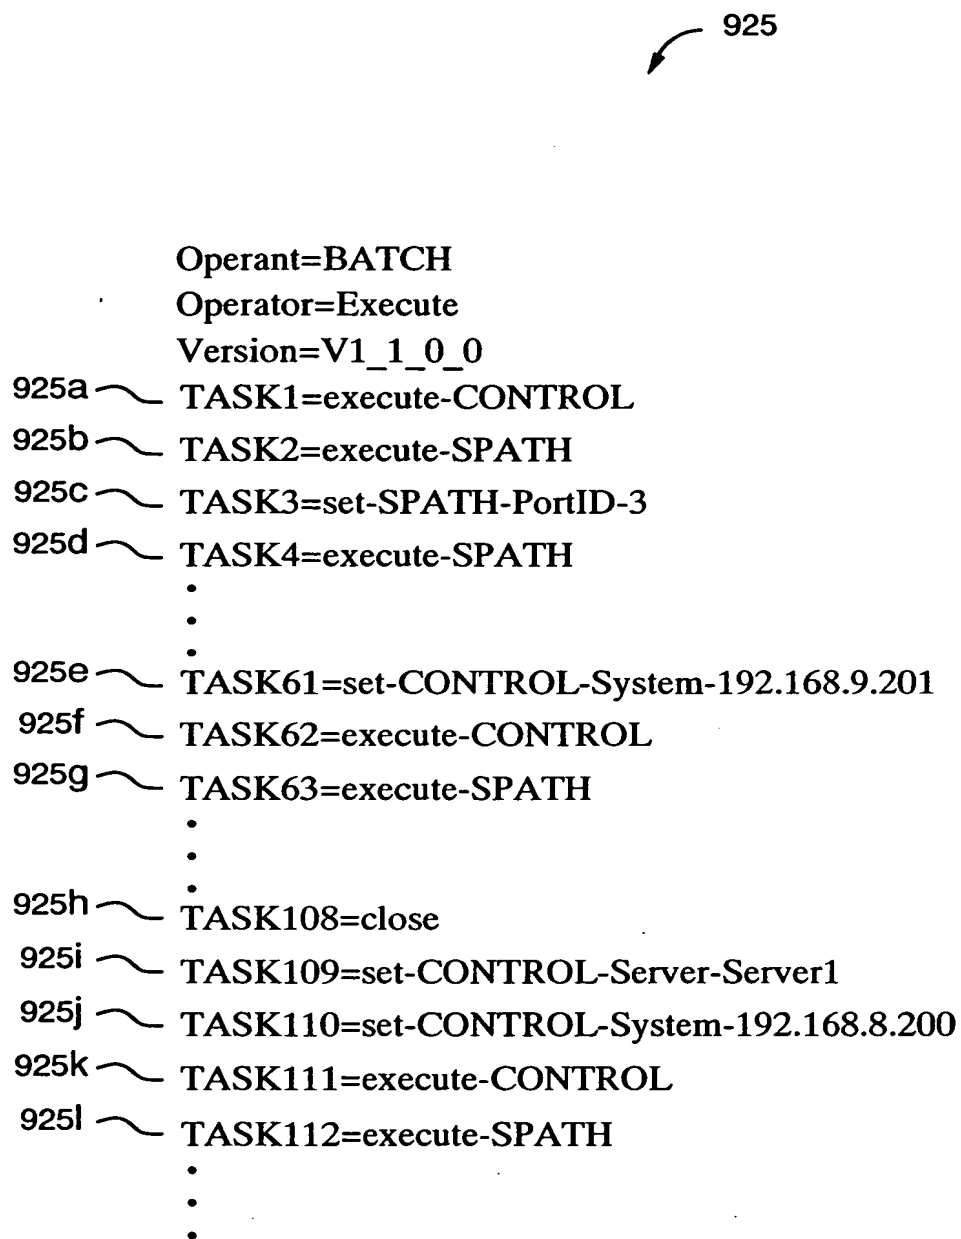 925
Operant=BATCH
Operator=Execute
Version=V1_1_0_0
925a TASK1=execute-CONTROL
925b TASK2=execute-SPATH
925c TASK3=set-SPATH-PortID-3
925d TASK4=execute-SPATH
925e TASK61=set-CONTROL-System-192.168.9.201
925f TASK62=execute-CONTROL
925g TASK63=execute-SPATH
925h TASK108=close
925i TASK109=set-CONTROL-Server-Server1
925j TASK110=set-CONTROL-System-192.168.8.200
925k TASK111=execute-CONTROL
925l TASK112=execute-SPATH